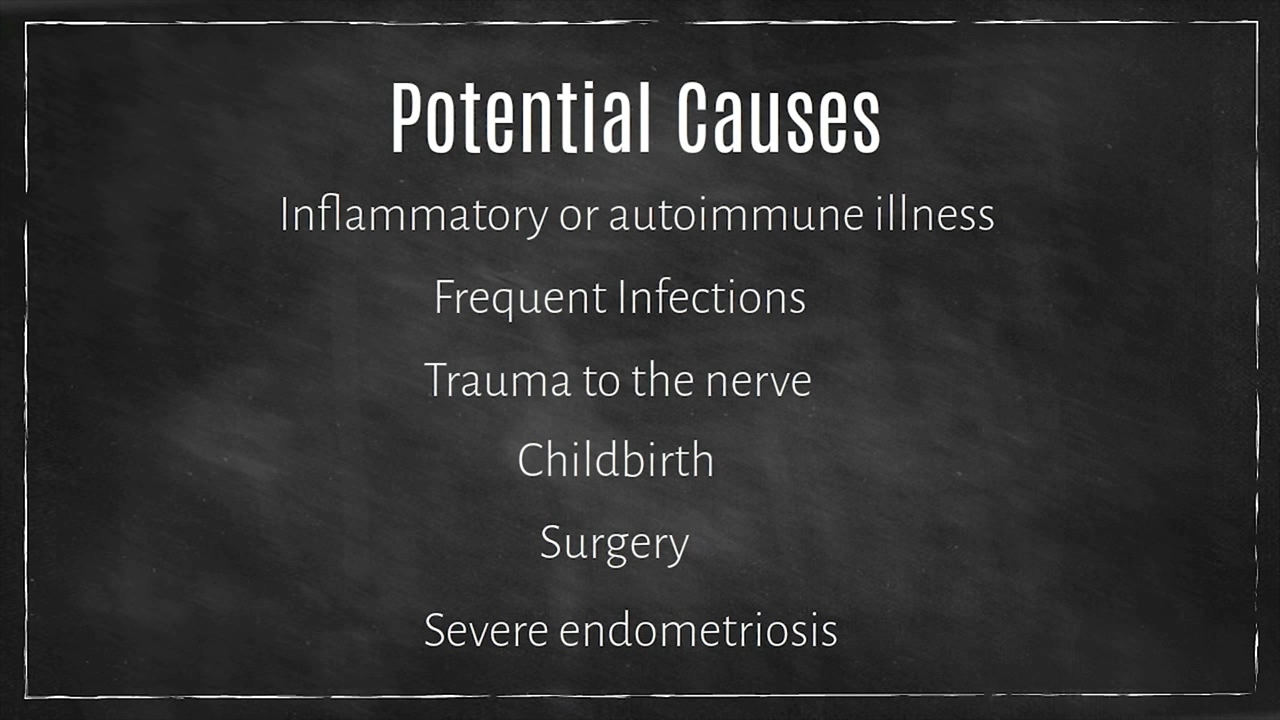 Potential Causes
Inflammatory or autoimmune illness
Frequent Infections
Trauma to the nerve
Childbirth
Surgery
Severe endometriosis